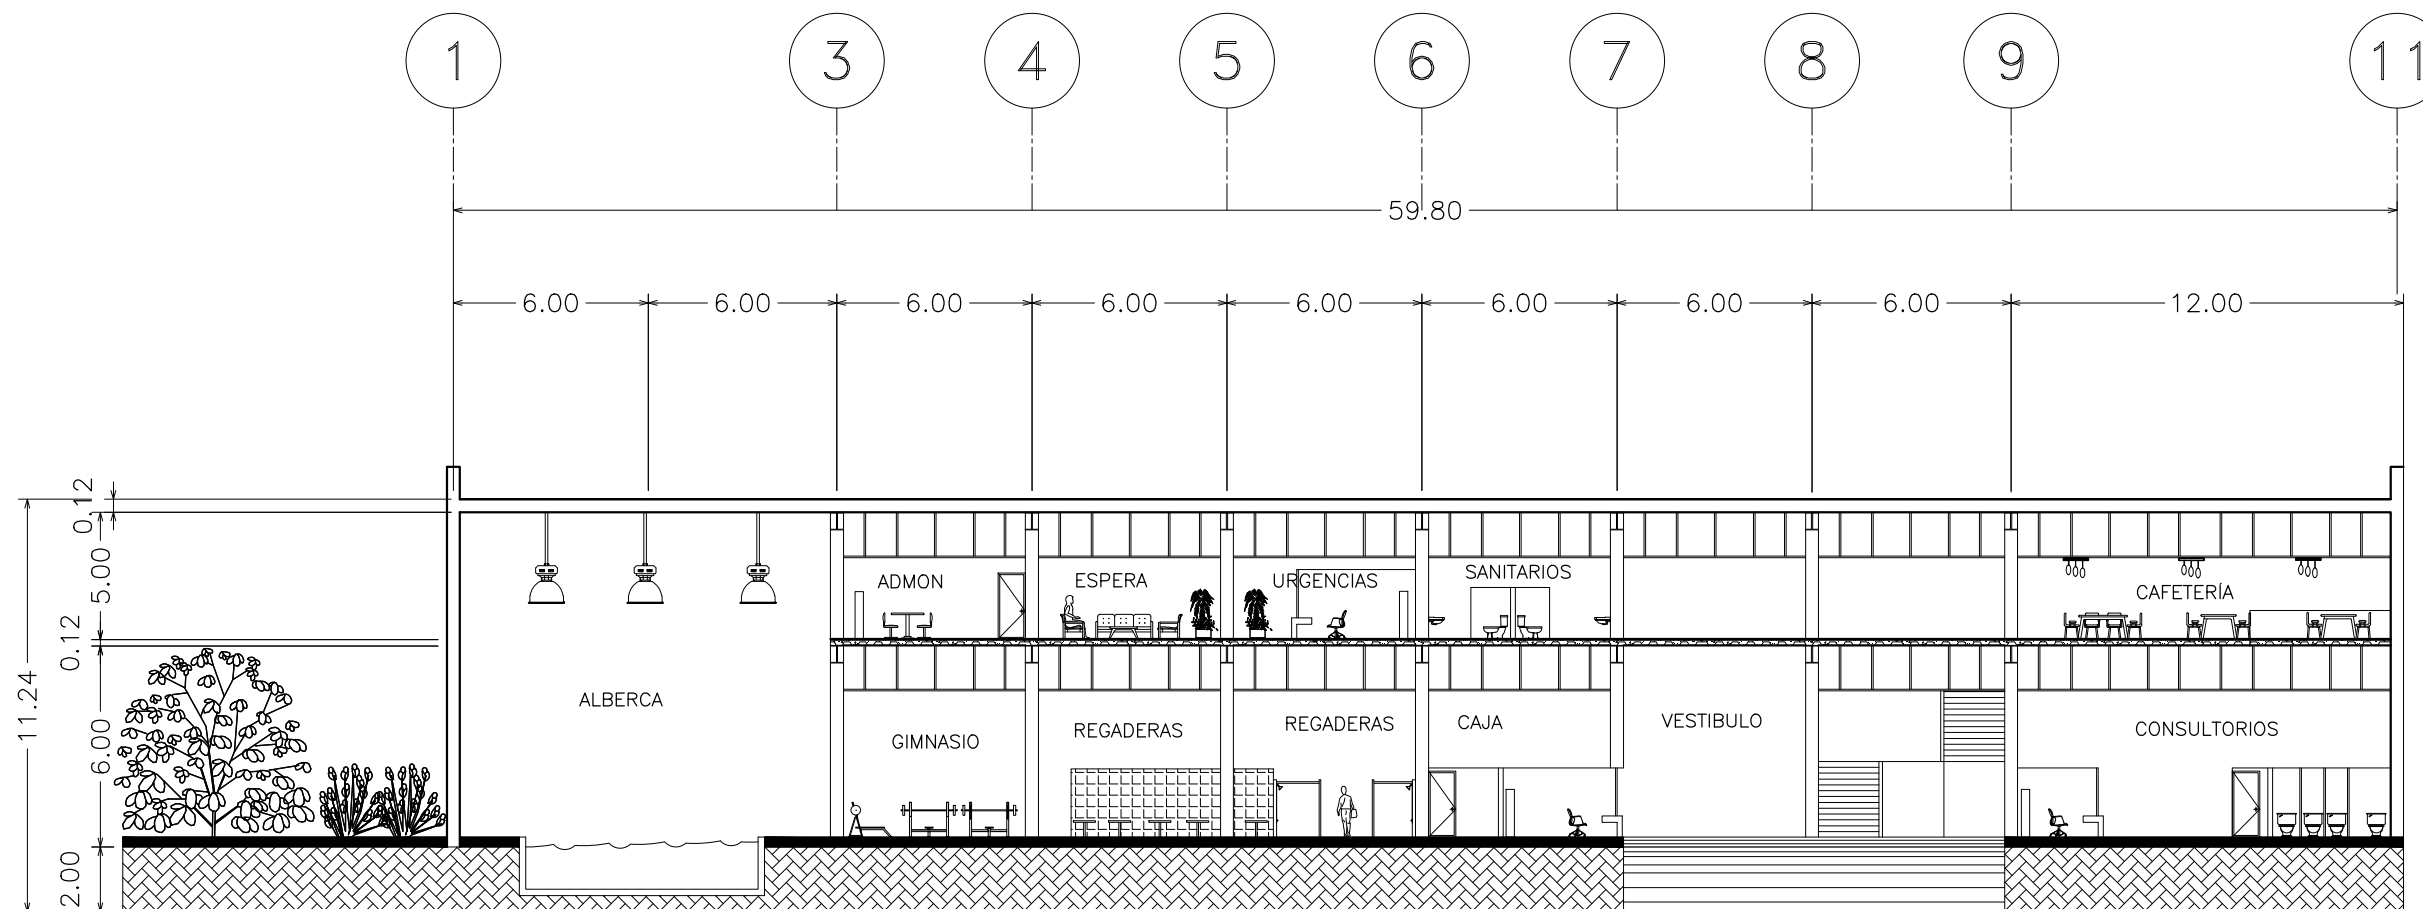 1 3 4 5 6 7 8 9 11
59.80
6.00 6.00 6.00 6.00 6.00 6.00 6.00 6.00 12.00
0.12
5.00
0.12
11.24
6.00
2.00
ADMON ESPERA URGENCIAS SANITARIOS CAFETERÍA
ALBERCA
GIMNASIO REGADERAS REGADERAS CAJA VESTIBULO CONSULTORIOS